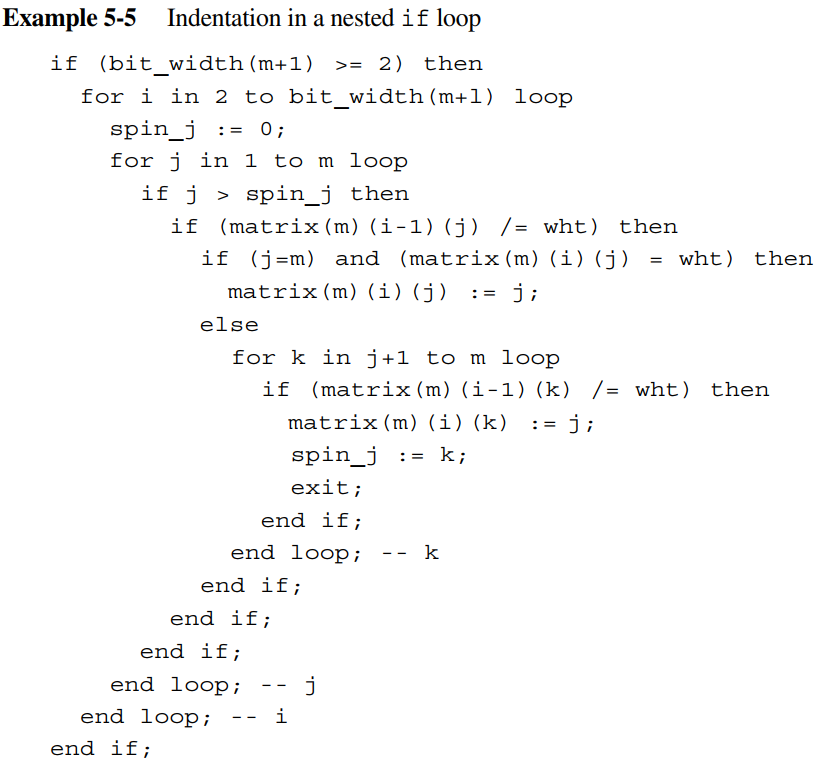 Example 5-5 Indentation in a nested if loop
if (bit_width(m+1) >= 2) then
for i in 2 to bit_width(m+l) loop
spin_j := 0;
for j in 1 to m loop
if j > spin_j then
if (matrix(m)(i-1)(j) /= wht) then
if (j=m) and (matrix(m)(i)(j) = wht) then
matrix(m)(i)(j) := j;
else
for k in j+1 to m loop
if (matrix(m)(i-1)(k) /= wht) then
matrix(m)(i)(k) := j;
spin_j := k;
exit;
end if;
end loop; -- k
end if;
end if;
end if;
end loop; -- j
end loop; -- i
end if;